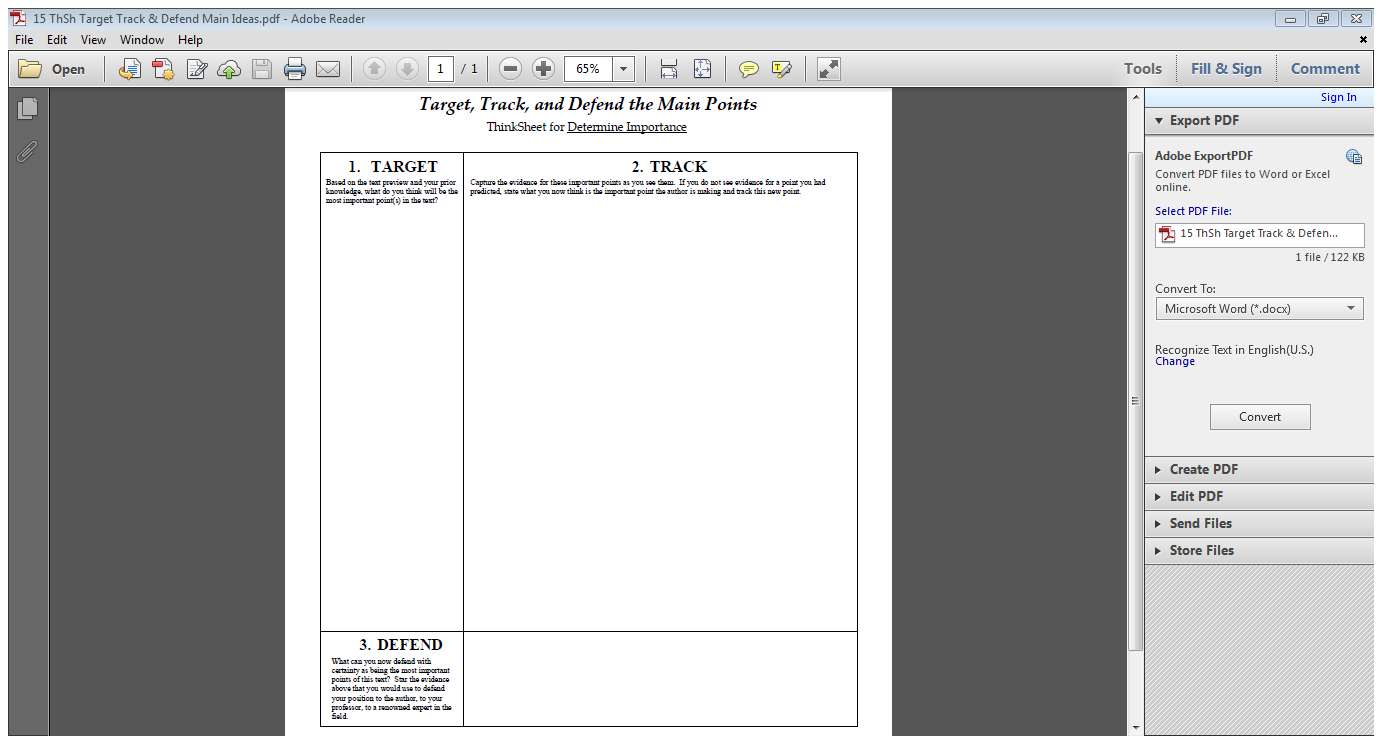 15 ThSh Target Track & Defend Main Ideas.pdf - Adobe Reader
File Edit View Window Help
Open 1 / 1 65% Tools Fill & Sign Comment
Sign In
Export PDF
Adobe ExportPDF
Convert PDF files to Word or Excel
online.
Select PDF File:
15 ThSh Target Track & Defen...
1 file / 122 KB
Convert To:
Microsoft Word (*.docx)
Recognize Text in English(U.S.)
Change
Convert
Create PDF
Edit PDF
Send Files
Store Files
Target, Track, and Defend the Main Points
ThinkSheet for Determine Importance
1. TARGET
Based on the text preview and your prior
knowledge, what do you think will be the
most important point(s) in the text?
2. TRACK
Capture the evidence for these important points as you see them. If you do not see evidence for a point you had
predicted, state what you now think is the important point the author is making and track this new point.
3. DEFEND
What can you now defend with
certainty as being the most important
points of this text? Star the evidence
above that you would use to defend
your position to the author, to your
professor, to a renowned expert in the
field.